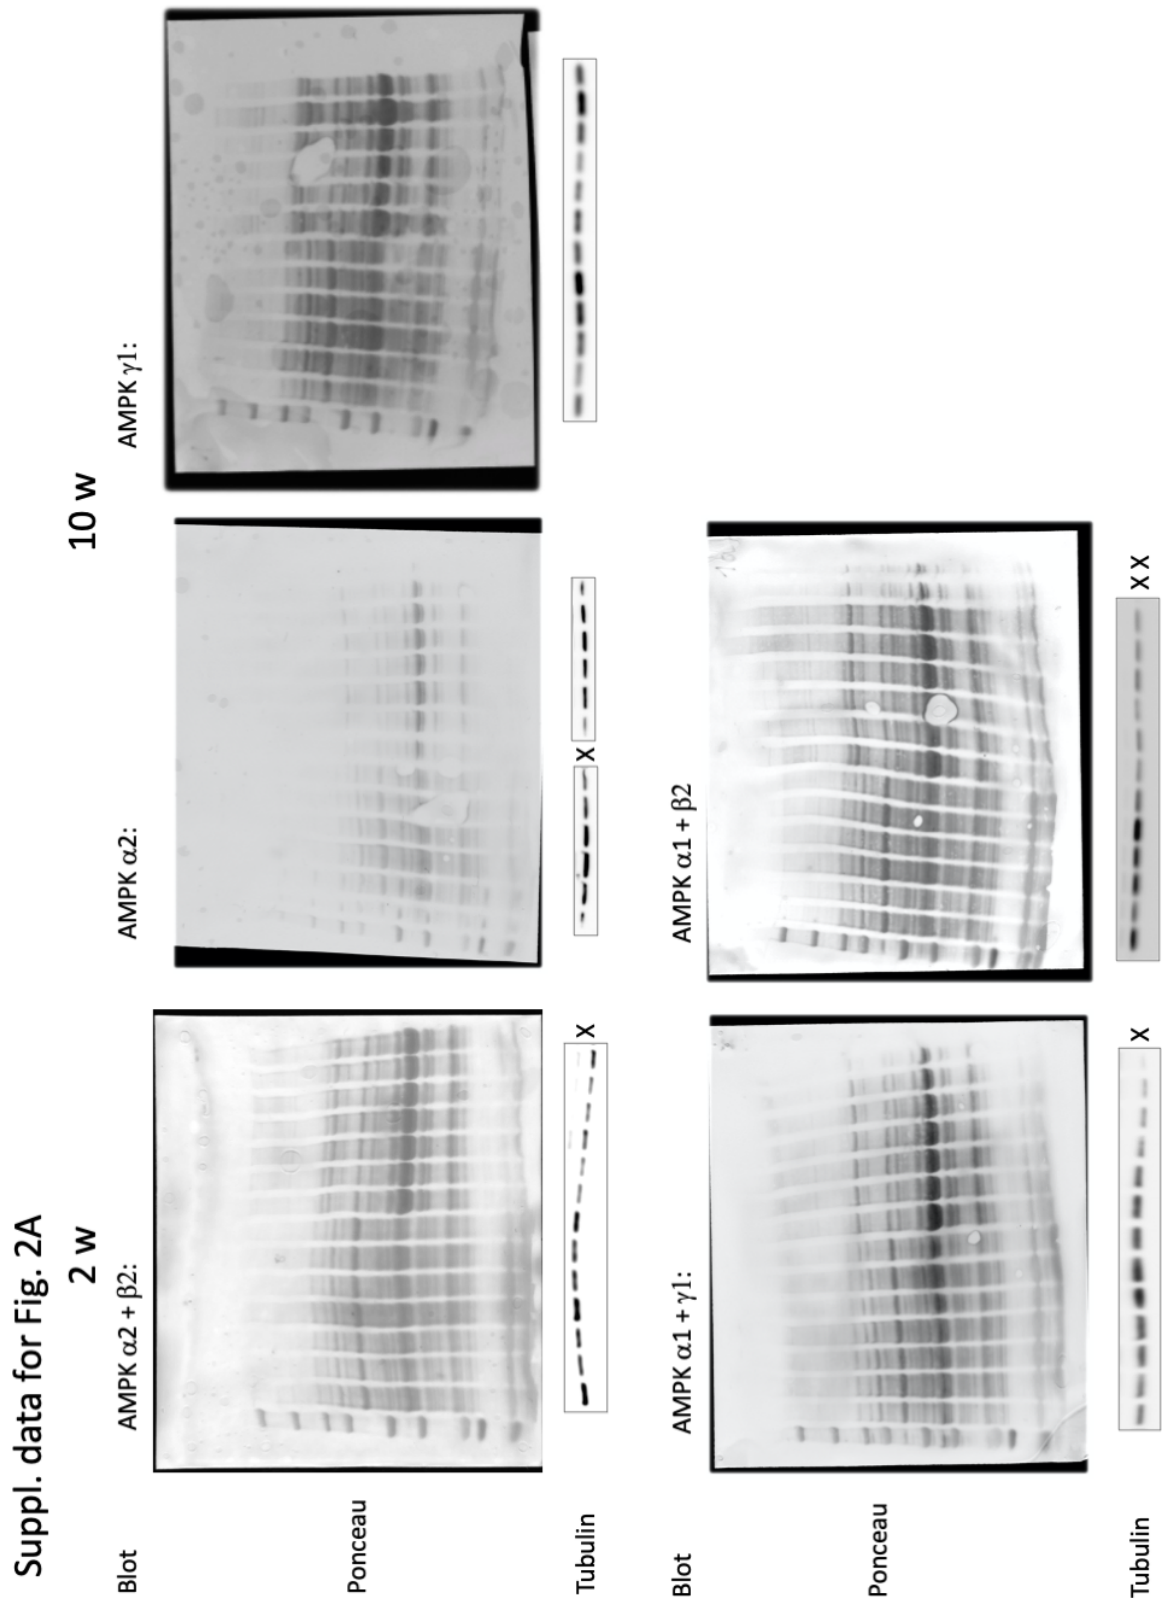 Suppl. data for Fig. 2A
2 w
10 w
Blot
AMPK α2 + β2:
AMPK α2:
AMPK γ1:
Ponceau
Tubulin
X
X
Blot
AMPK α1 + γ1:
AMPK α1 + β2
Ponceau
Tubulin
X
X X